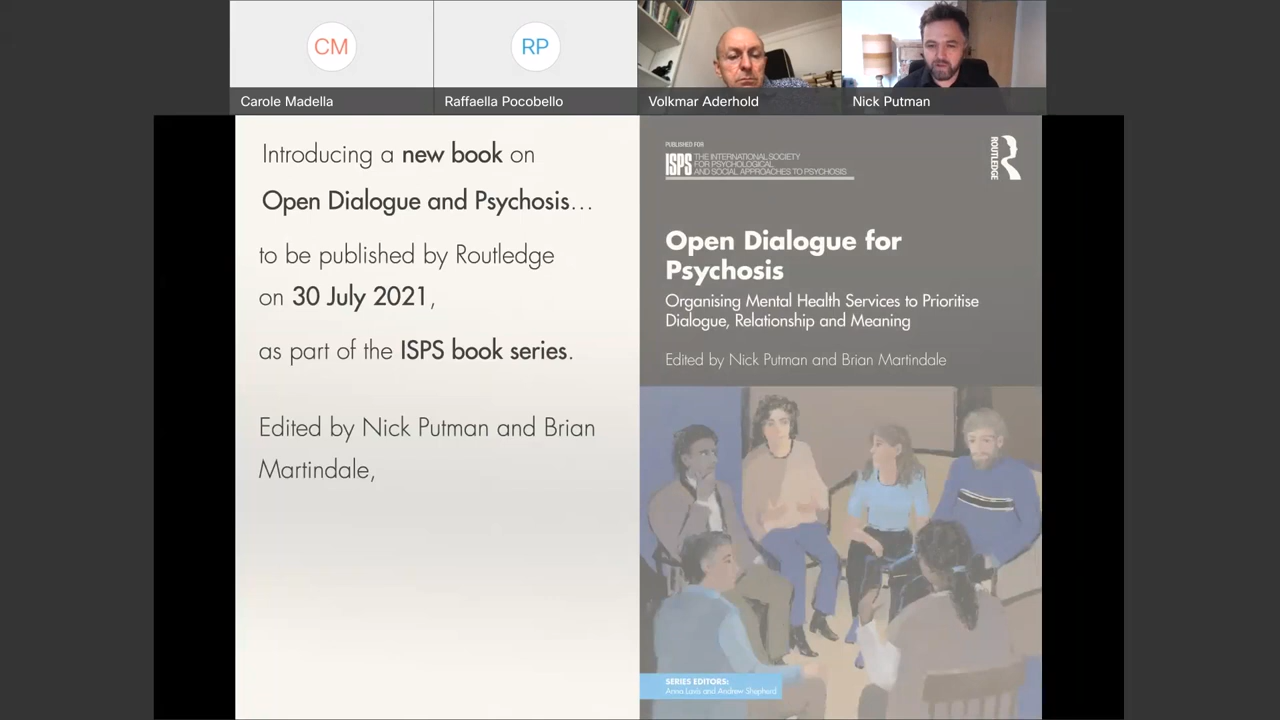 CM
RP
Carole Madella
Raffaella Pocobello
Volkmar Aderhold
Nick Putman
Introducing a new book on
Open Dialogue and Psychosis...
to be published by Routledge
on 30 July 2021,
as part of the ISPS book series.
Edited by Nick Putman and Brian
Martindale,
PUBLISHED FOR
ISPS THE INTERNATIONAL SOCIETY
FOR PSYCHOLOGICAL
AND SOCIAL APPROACHES TO PSYCHOSIS
ROUTLEDGE
Open Dialogue for
Psychosis
Organising Mental Health Services to Prioritise
Dialogue, Relationship and Meaning
Edited by Nick Putman and Brian Martindale
SERIES EDITORS:
Anna Lavis and Andrew Shepherd